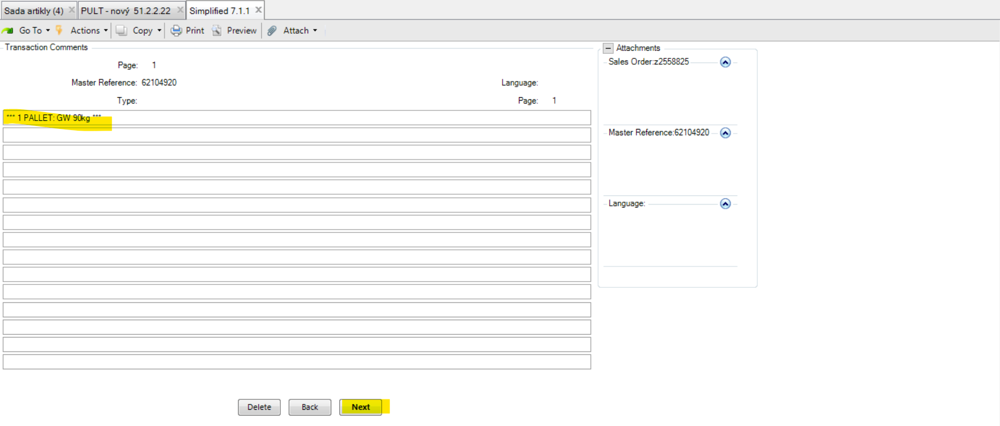 Sada artikly (4) PULT - nový 51.2.2.22 Simplified 7.1.1
Go To Actions Copy Print Preview Attach
Transaction Comments
Page: 1
Master Reference: 62104920 Language:
Type: Page: 1
*** 1 PALLET: GW 90kg ***
Delete Back Next
Attachments
Sales Order:z2558825
Master Reference:62104920
Language: